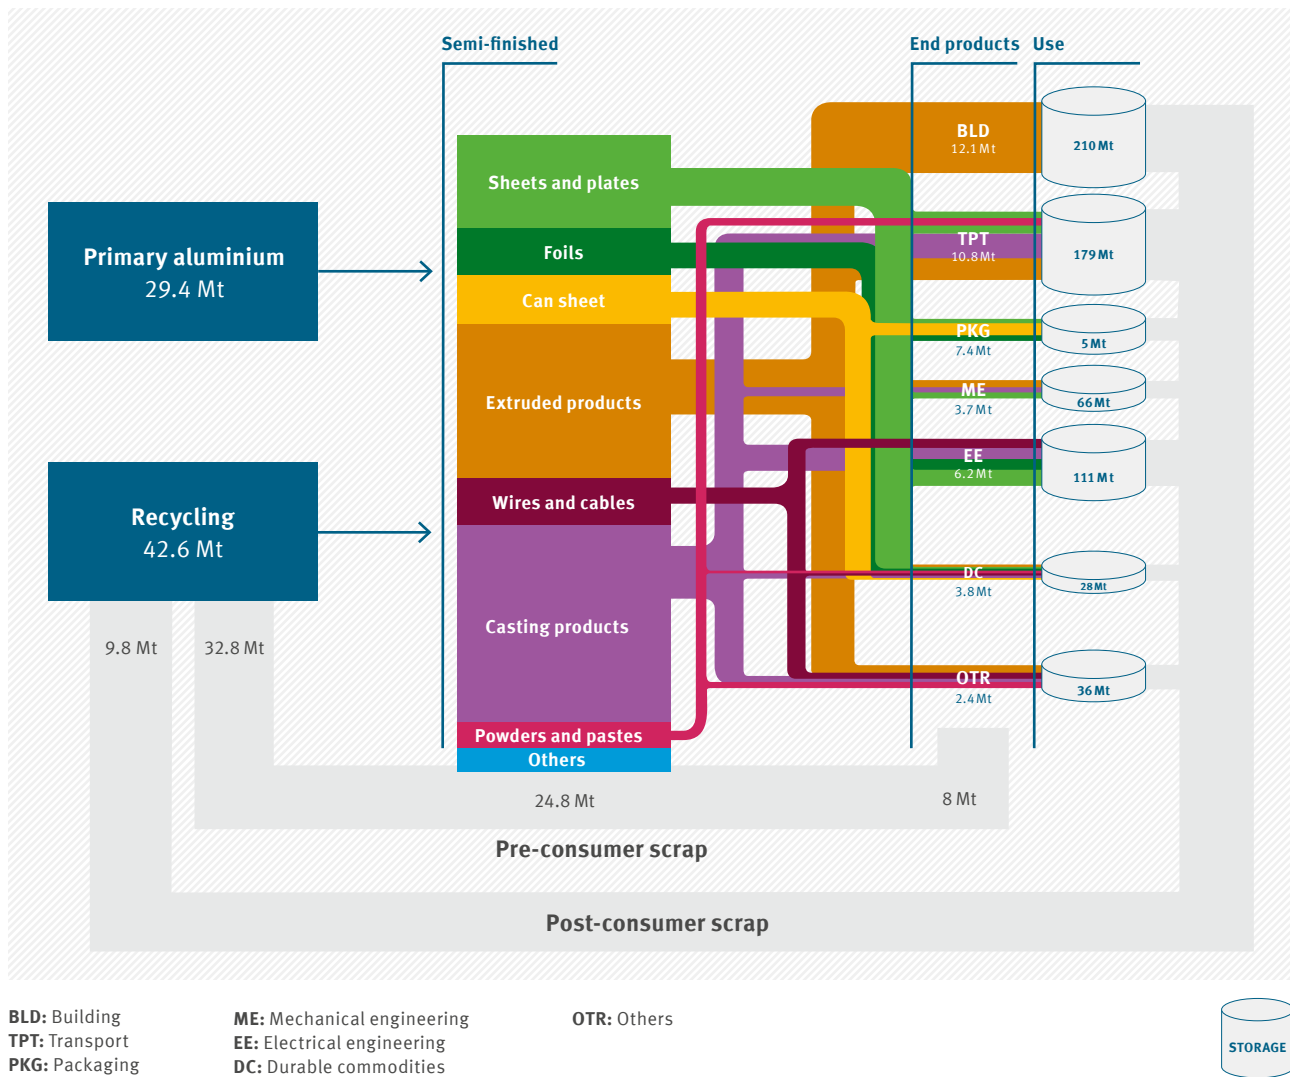 Semi-finished
End products
Use
Primary aluminium
29.4 Mt
Recycling
42.6 Mt
9.8 Mt
32.8 Mt
Sheets and plates
Foils
Can sheet
Extruded products
Wires and cables
Casting products
Powders and pastes
Others
BLD
12.1 Mt
210 Mt
TPT
10.8 Mt
179 Mt
PKG
7.4 Mt
5 Mt
ME
3.7 Mt
66 Mt
EE
6.2 Mt
111 Mt
DC
3.8 Mt
28 Mt
OTR
2.4 Mt
36 Mt
24.8 Mt
8 Mt
Pre-consumer scrap
Post-consumer scrap
BLD: Building
TPT: Transport
PKG: Packaging
ME: Mechanical engineering
EE: Electrical engineering
DC: Durable commodities
OTR: Others
STORAGE